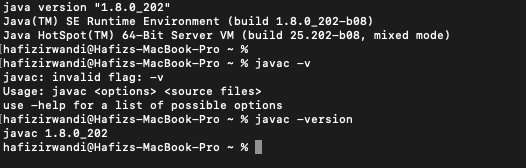 java version "1.8.0_202"
Java(TM) SE Runtime Environment (build 1.8.0_202-b08)
Java HotSpot(TM) 64-Bit Server VM (build 25.202-b08, mixed mode)
[hafizirwandi@Hafizs-MacBook-Pro ~ %
[hafizirwandi@Hafizs-MacBook-Pro ~ % javac -v
javac: invalid flag: -v
Usage: javac <options> <source files>
use -help for a list of possible options
[hafizirwandi@Hafizs-MacBook-Pro ~ % javac -version
javac 1.8.0_202
hafizirwandi@Hafizs-MacBook-Pro ~ %